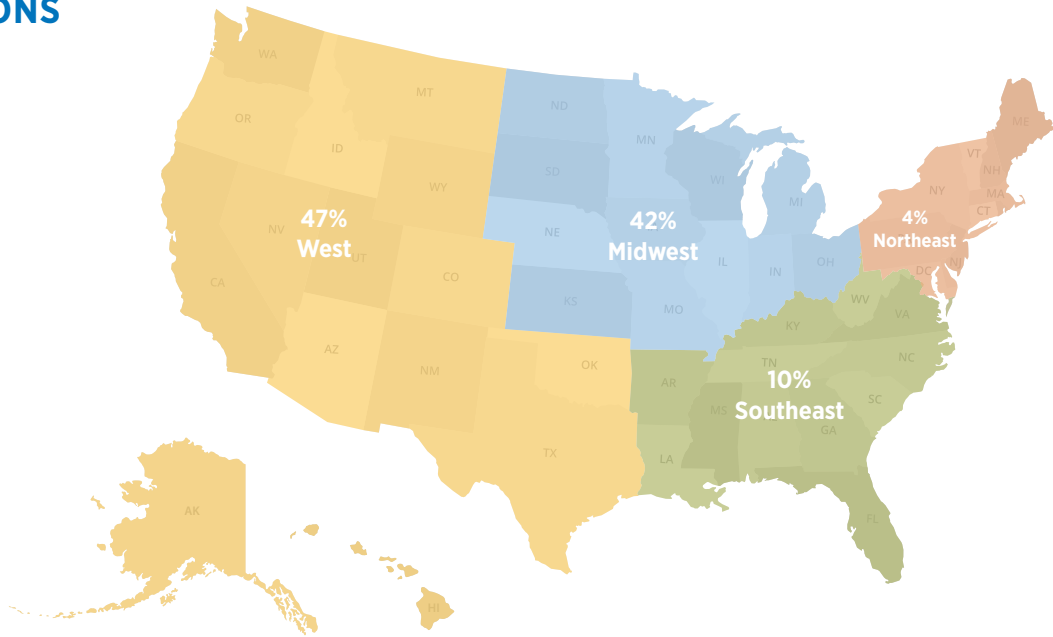 ONS
WA
MT
ND
OR
MN
ME
ID
VT
NH
SD
WI
WY
NY
MA
MI
CT
47%
West
42%
Midwest
4%
Northeast
NV
NE
UT
IL
IN
OH
NJ
DC
CO
CA
KS
MO
WV
VA
KY
AZ
NM
OK
AR
TN
NC
10%
Southeast
MS
SC
GA
LA
TX
AK
FL
HI